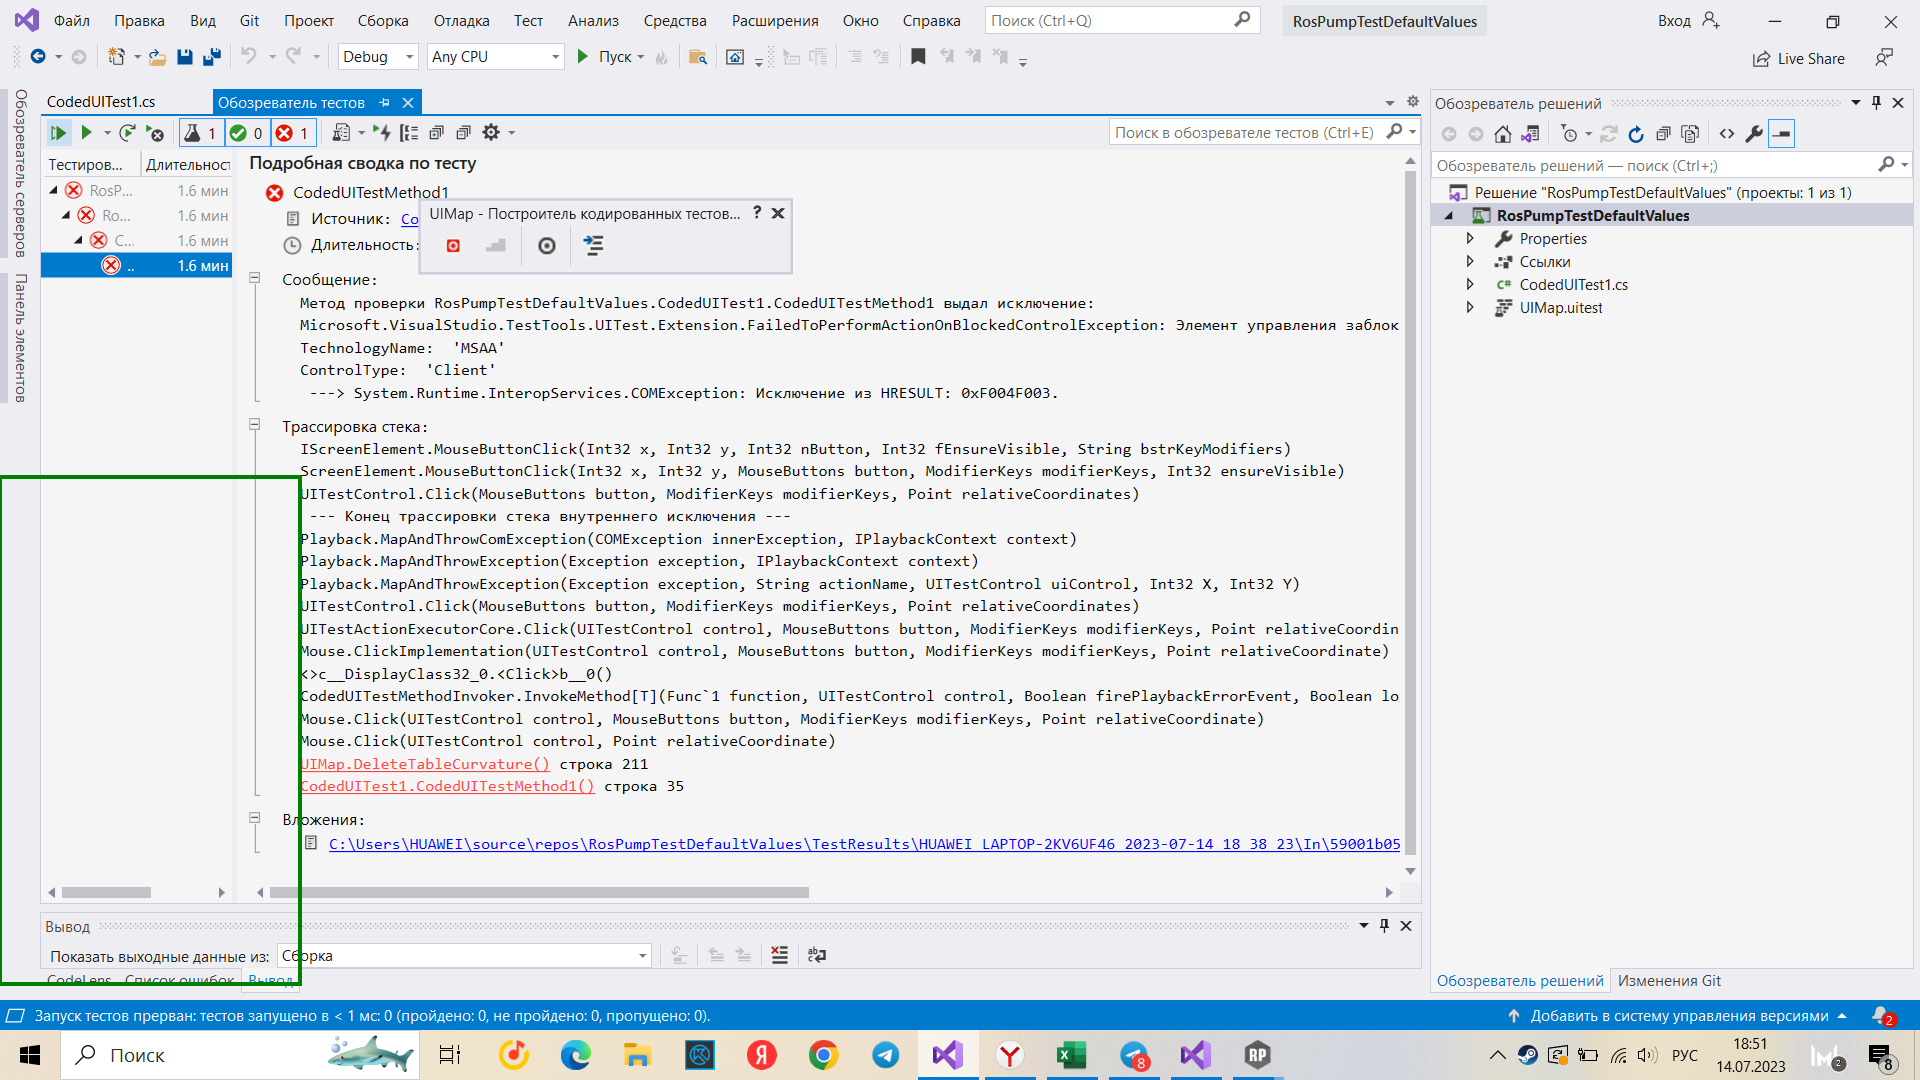 Файл Правка Вид Git Проект Сборка Отладка Тест Анализ Средства Расширения Окно Справка Поиск (Ctrl+Q) RosPumpTestDefaultValues Вход
Debug Any CPU Пуск Live Share
Обозреватель серверов
Панель элементов
CodedUITest1.cs Обозреватель тестов
1 0 1 Поиск в обозревателе тестов (Ctrl+E)
Тестиров... Длительност
RosP... 1.6 мин
Ro... 1.6 мин
C... 1.6 мин
.. 1.6 мин
Подробная сводка по тесту
CodedUITestMethod1
Источник: Co
Длительность:
UIMap - Построитель кодированных тестов... ?
Сообщение:
Метод проверки RosPumpTestDefaultValues.CodedUITest1.CodedUITestMethod1 выдал исключение:
Microsoft.VisualStudio.TestTools.UITest.Extension.FailedToPerformActionOnBlockedControlException: Элемент управления заблок
TechnologyName: 'MSAA'
ControlType: 'Client'
---> System.Runtime.InteropServices.COMException: Исключение из HRESULT: 0xF004F003.
Трассировка стека:
IScreenElement.MouseButtonClick(Int32 x, Int32 y, Int32 nButton, Int32 fEnsureVisible, String bstrKeyModifiers)
ScreenElement.MouseButtonClick(Int32 x, Int32 y, MouseButtons button, ModifierKeys modifierKeys, Int32 ensureVisible)
UITestControl.Click(MouseButtons button, ModifierKeys modifierKeys, Point relativeCoordinates)
--- Конец трассировки стека внутреннего исключения ---
Playback.MapAndThrowComException(COMException innerException, IPlaybackContext context)
Playback.MapAndThrowException(Exception exception, IPlaybackContext context)
Playback.MapAndThrowException(Exception exception, String actionName, UITestControl uiControl, Int32 X, Int32 Y)
UITestControl.Click(MouseButtons button, ModifierKeys modifierKeys, Point relativeCoordinates)
UITestActionExecutorCore.Click(UITestControl control, MouseButtons button, ModifierKeys modifierKeys, Point relativeCoordin
Mouse.ClickImplementation(UITestControl control, MouseButtons button, ModifierKeys modifierKeys, Point relativeCoordinate)
<>c__DisplayClass32_0.<Click>b__0()
CodedUITestMethodInvoker.InvokeMethod[T](Func`1 function, UITestControl control, Boolean firePlaybackErrorEvent, Boolean lo
Mouse.Click(UITestControl control, MouseButtons button, ModifierKeys modifierKeys, Point relativeCoordinate)
Mouse.Click(UITestControl control, Point relativeCoordinate)
UIMap.DeleteTableCurvature() строка 211
CodedUITest1.CodedUITestMethod1() строка 35
Вложения:
C:\Users\HUAWEI\source\repos\RosPumpTestDefaultValues\TestResults\HUAWEI_LAPTOP-2KV6UF46_2023-07-14_18_38_23\In\59001b05
Вывод
Показать выходные данные из: Сборка
CodeLens Список ошибок Вывод
Обозреватель решений
Обозреватель решений — поиск (Ctrl+;)
Решение "RosPumpTestDefaultValues" (проекты: 1 из 1)
RosPumpTestDefaultValues
Properties
Ссылки
C# CodedUITest1.cs
UIMap.uitest
Обозреватель решений Изменения Git
Запуск тестов прерван: тестов запущено в < 1 мс: 0 (пройдено: 0, не пройдено: 0, пропущено: 0). Добавить в систему управления версиями 2
Поиск Я Y 8 RP РУС 18:51 14.07.2023 2 8